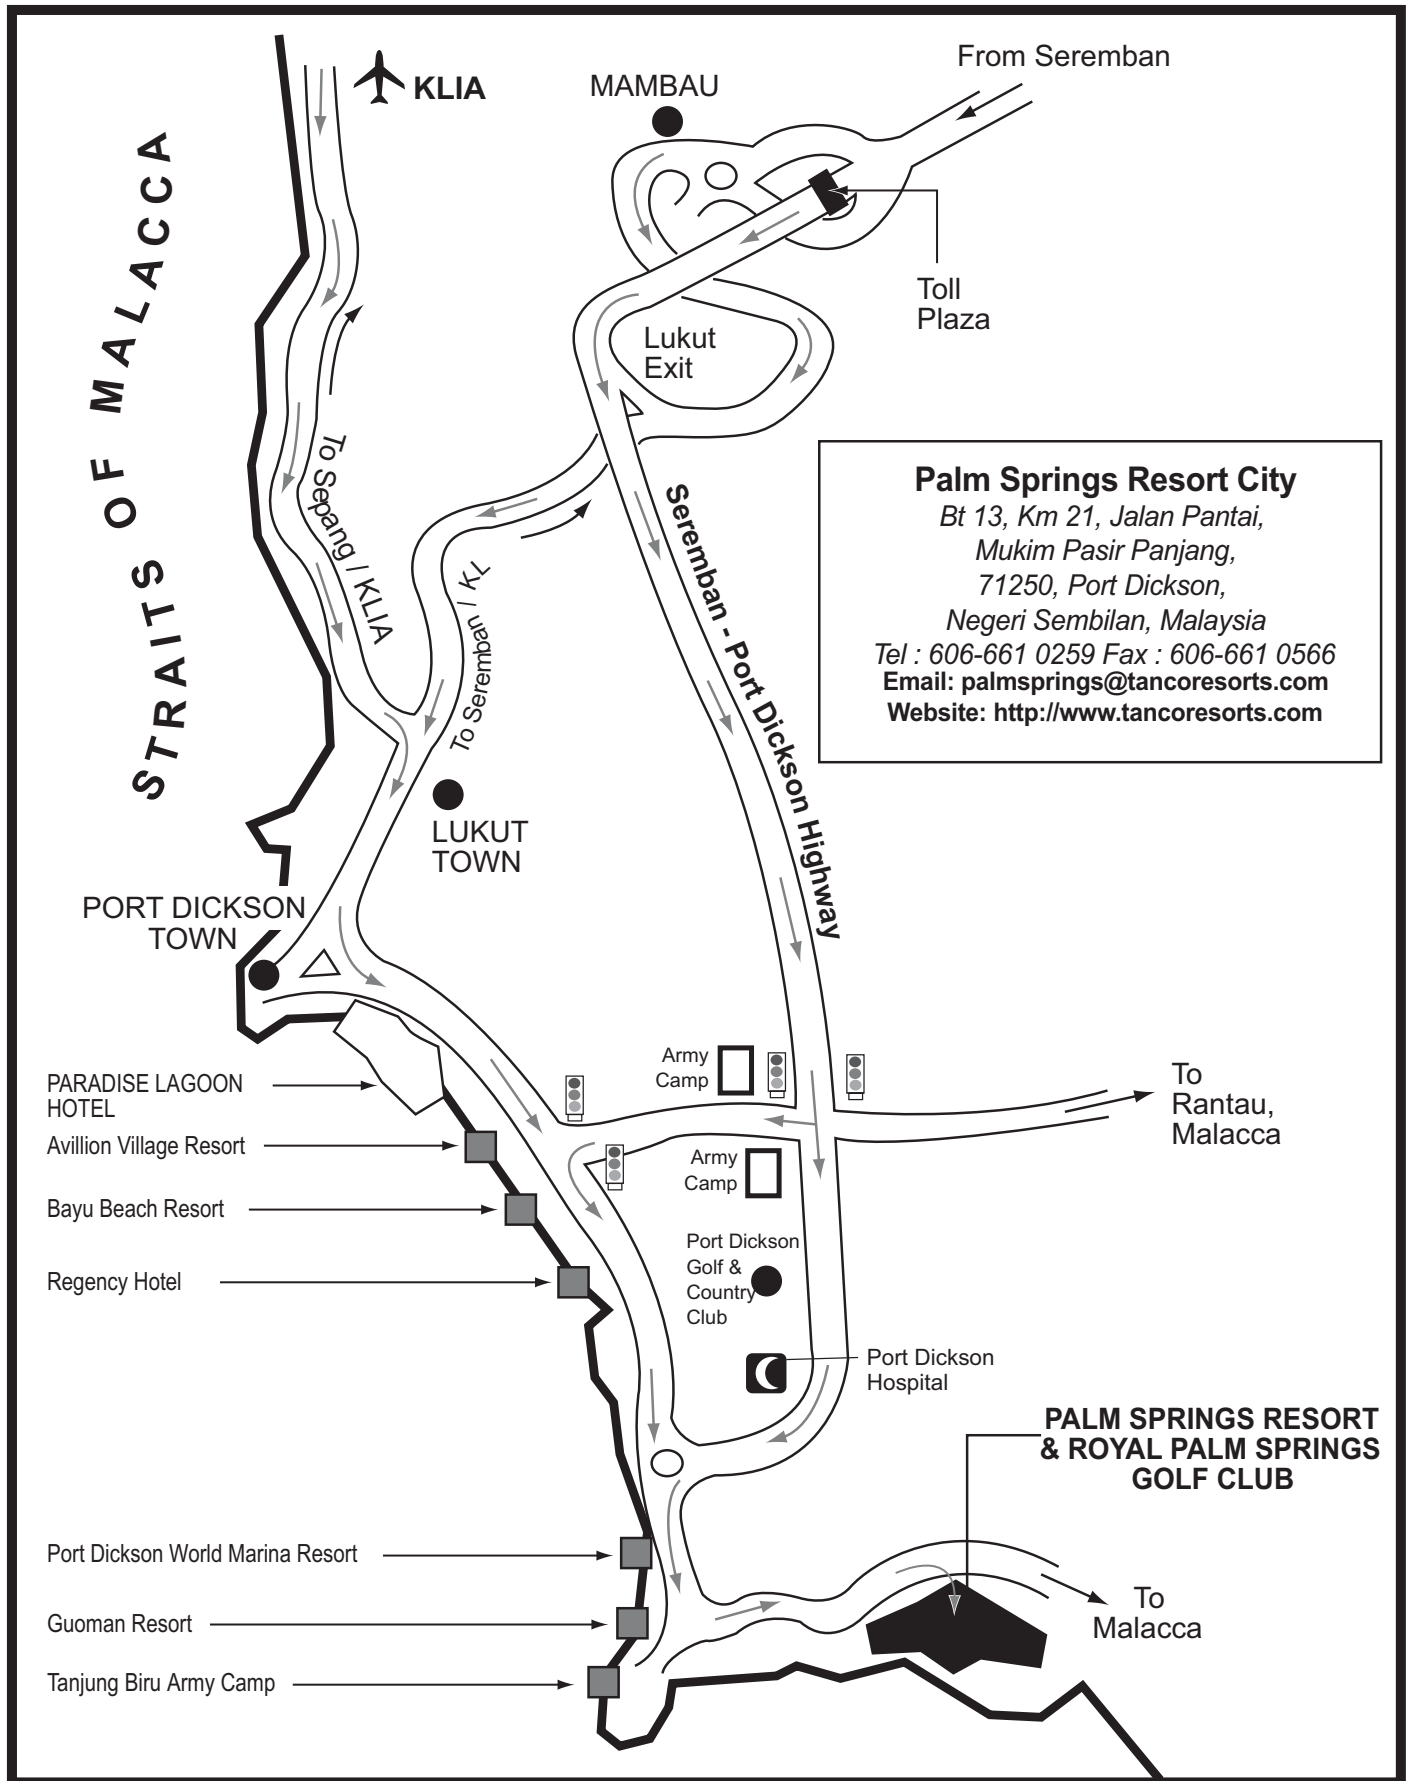 From Seremban
KLIA
MAMBAU
STRAITS OF MALACCA
Toll
Plaza
Lukut
Exit
To Sepang / KLIA
To Seremban / KL
Seremban - Port Dickson Highway
Palm Springs Resort City
Bt 13, Km 21, Jalan Pantai,
Mukim Pasir Panjang,
71250, Port Dickson,
Negeri Sembilan, Malaysia
Tel : 606-661 0259 Fax : 606-661 0566
Email: palmsprings@tancoresorts.com
Website: http://www.tancoresorts.com
LUKUT
TOWN
PORT DICKSON
TOWN
Army
Camp
To
Rantau,
Malacca
PARADISE LAGOON
HOTEL
Avillion Village Resort
Army
Camp
Bayu Beach Resort
Port Dickson
Golf &
Country
Club
Regency Hotel
Port Dickson
Hospital
PALM SPRINGS RESORT
& ROYAL PALM SPRINGS
GOLF CLUB
Port Dickson World Marina Resort
To
Malacca
Guoman Resort
Tanjung Biru Army Camp